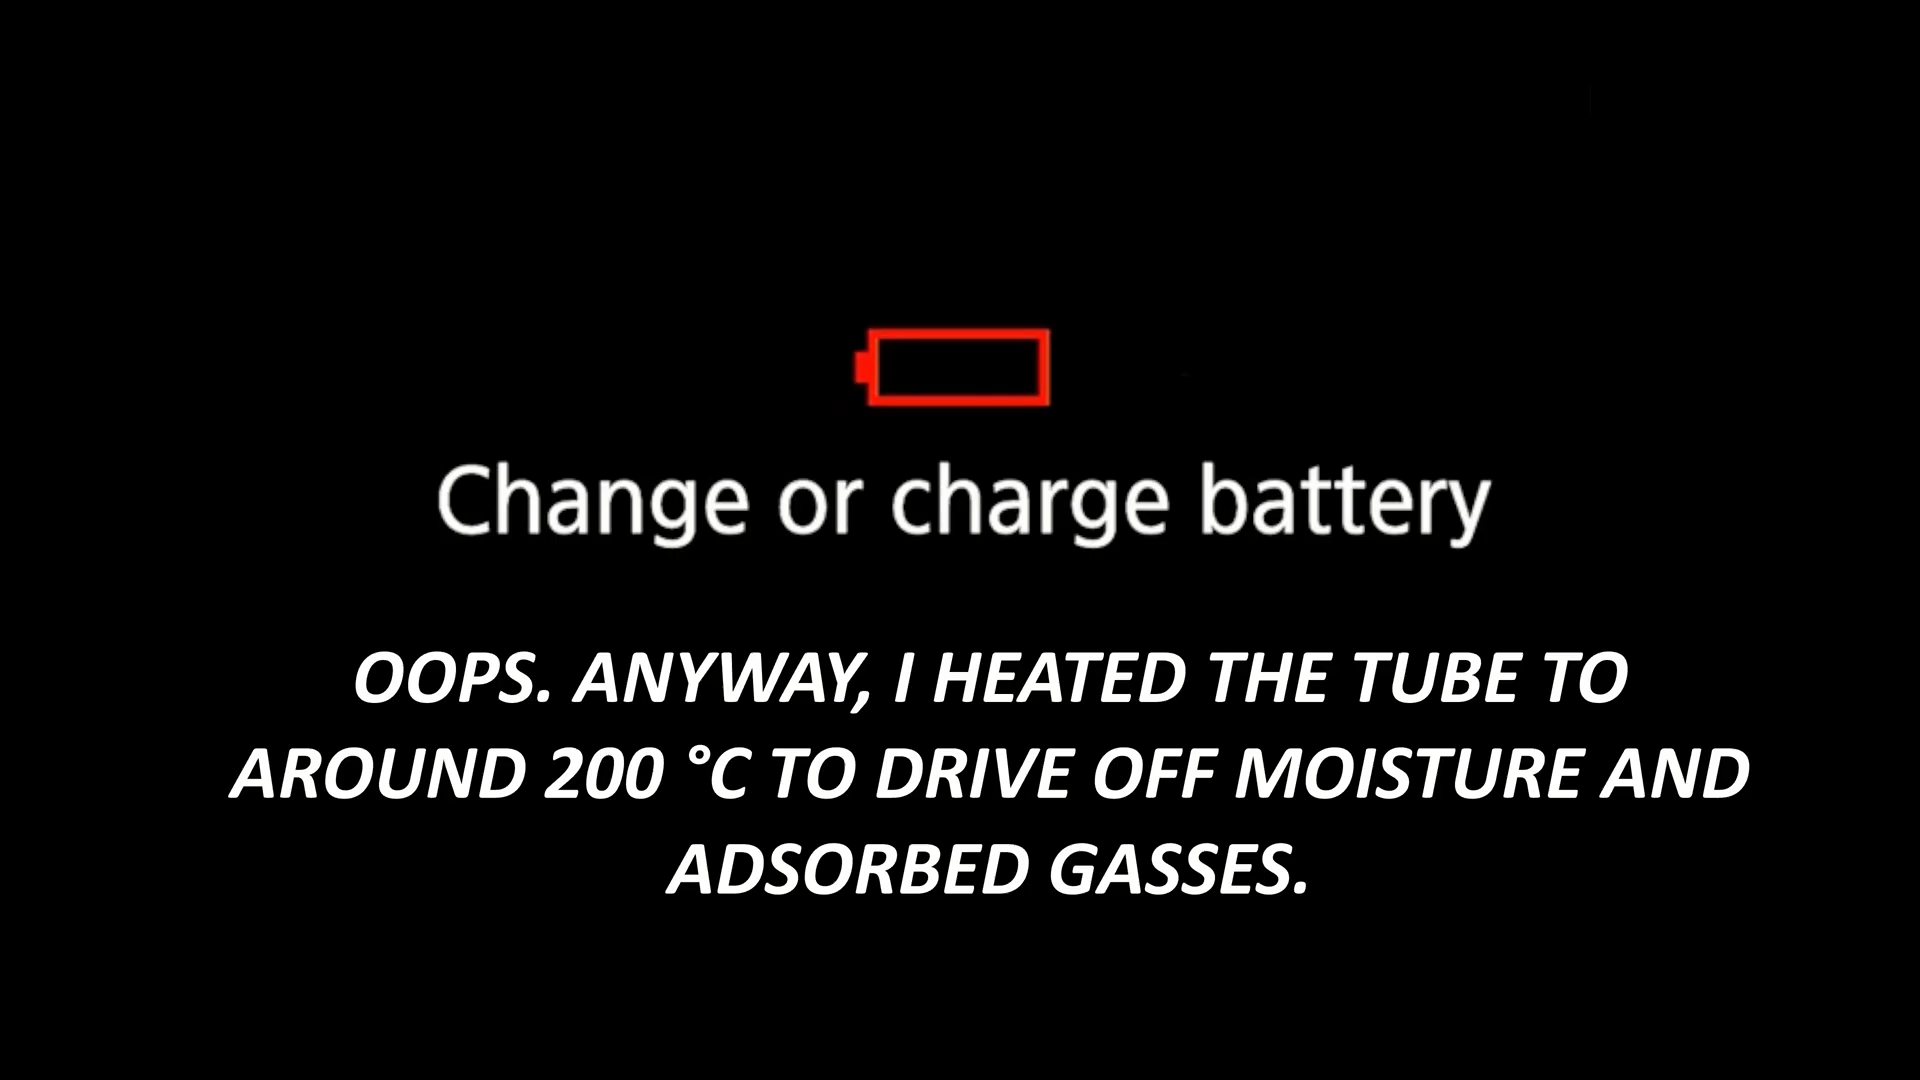 Change or charge battery
OOPS. ANYWAY, I HEATED THE TUBE TO
AROUND 200 °C TO DRIVE OFF MOISTURE AND
ADSORBED GASSES.